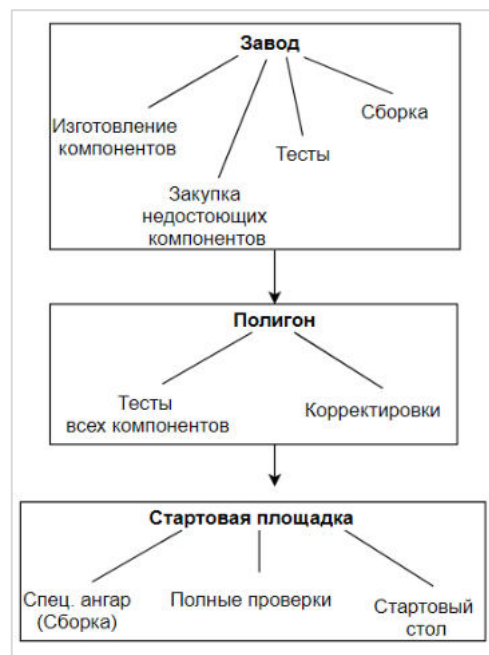 Завод
Изготовление
компонентов
Закупка
недостоющих
компонентов
Тесты
Сборка
Полигон
Тесты
всех компонентов
Корректировки
Стартовая площадка
Спец. ангар
(Сборка)
Полные проверки
Стартовый
стол